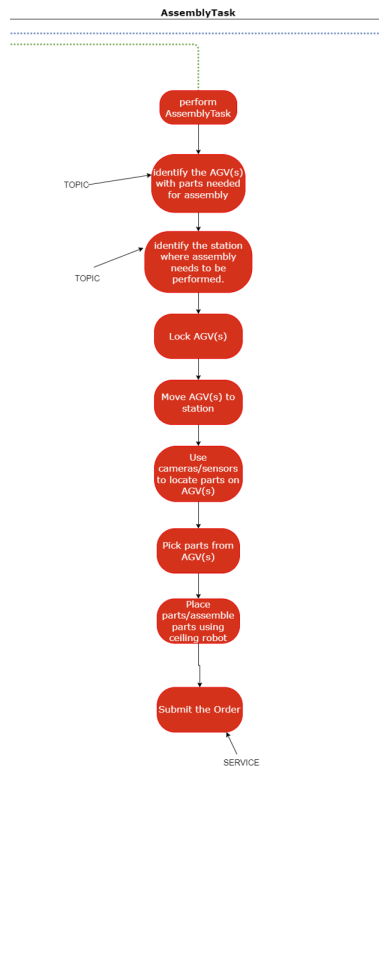 AssemblyTask
perform
AssemblyTask
identify the AGV(s)
with parts needed
for assembly
TOPIC
identify the station
where assembly
needs to be
performed.
TOPIC
Lock AGV(s)
Move AGV(s) to
station
Use
cameras/sensors
to locate parts on
AGV(s)
Pick parts from
AGV(s)
Place
parts/assemble
parts using
ceiling robot
Submit the Order
SERVICE